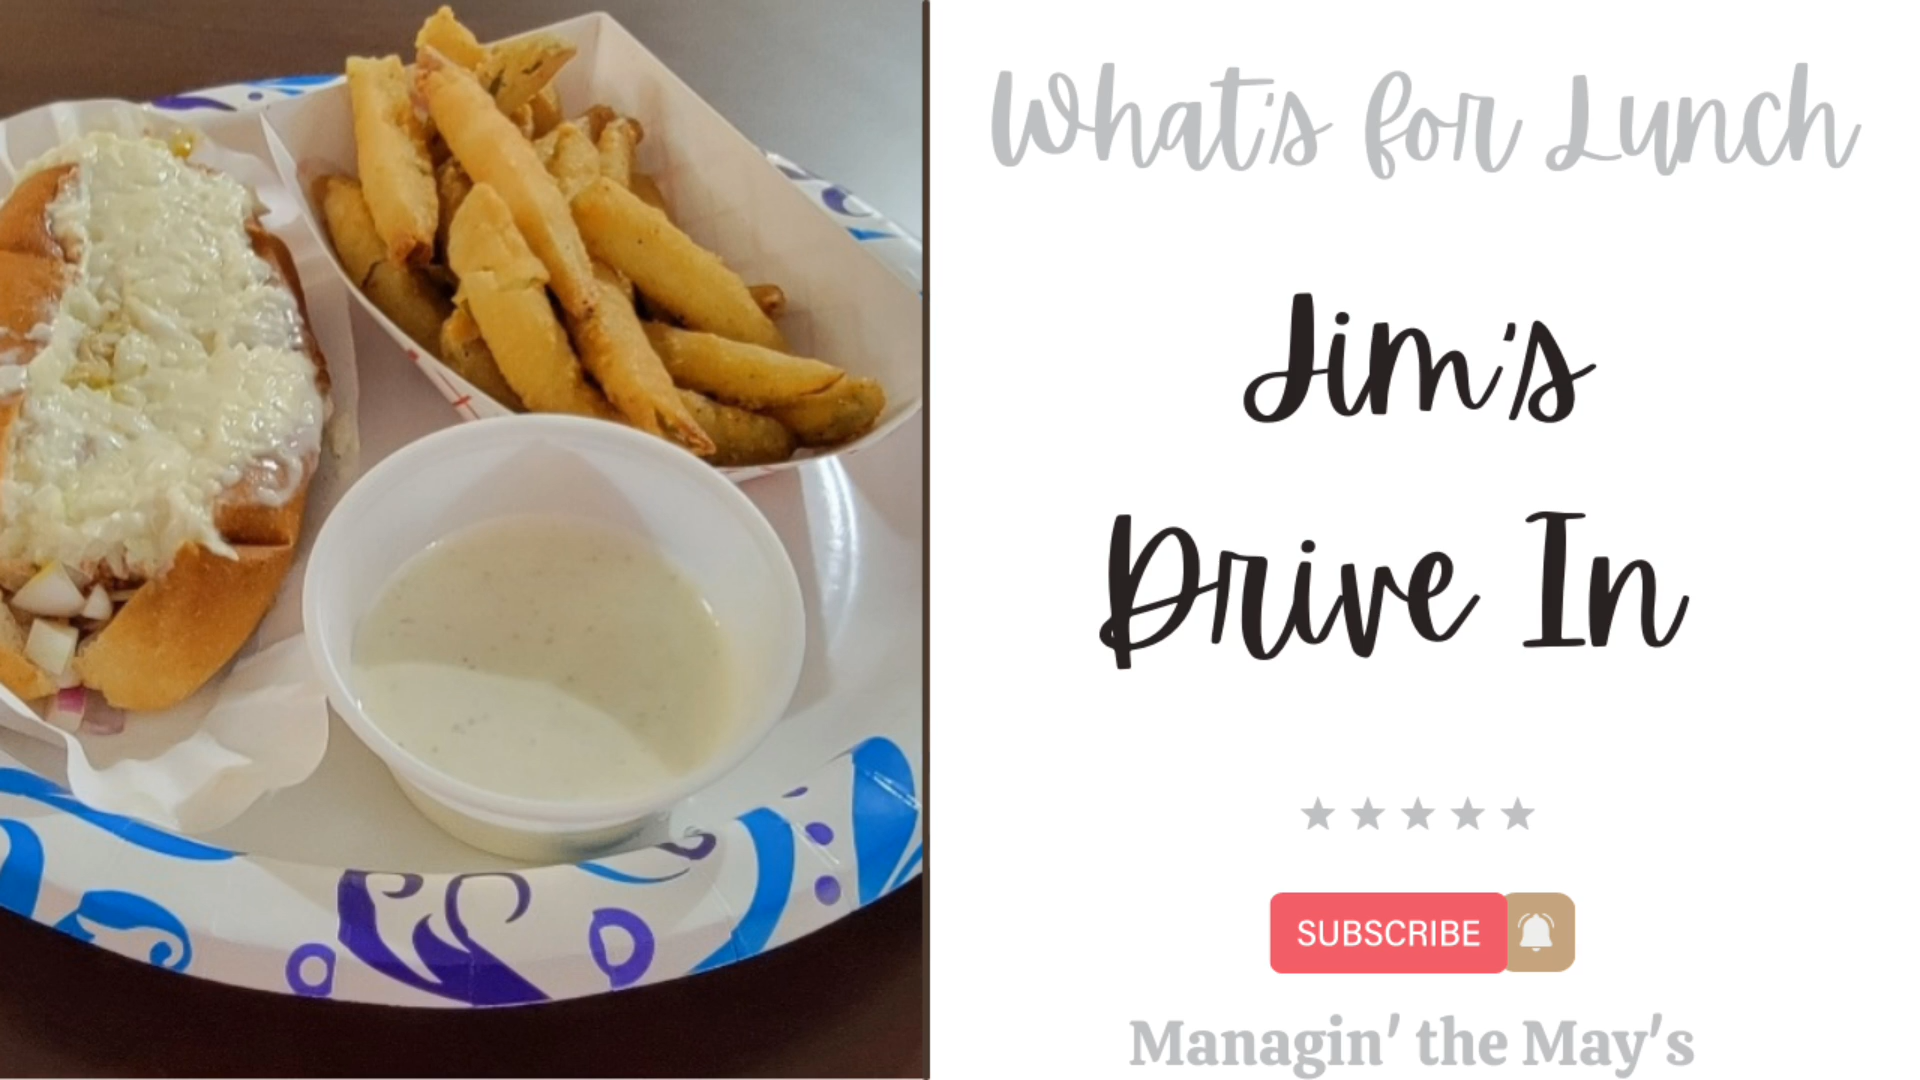 What's for Lunch
Jim's
Drive In
SUBSCRIBE
Managin' the May's